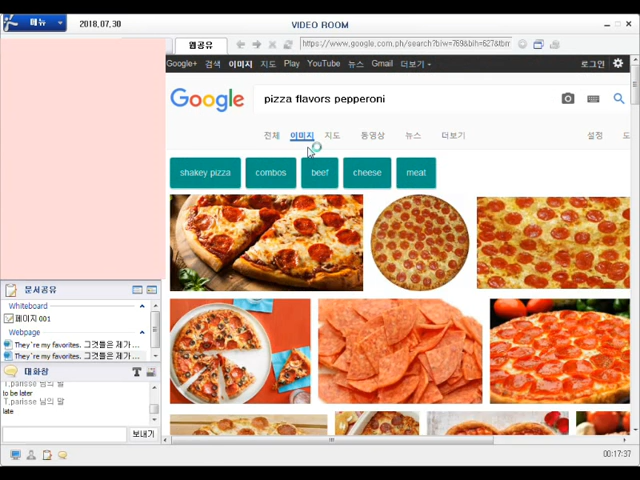 메뉴
2018,07,30
VIDEO ROOM
웹공유
https://www.google.com.ph/search?biw=769&bih=627&tbm
Google+ 검색 이미지 지도 Play YouTube 뉴스 Gmail 더보기
로그인
Google
pizza flavors pepperoni
전체 이미지 지도 동영상 뉴스 더보기 설정 도
shakey pizza combos beef cheese meat
문서공유
Whiteboard
페이지 001
Webpage
They're my favorites. 그것들은 제가 ...
They're my favorites. 그것들은 제가 ...
대화창
T,parisse 님의 말
to be later
T,parisse 님의 말
late
보내기
00:17:37